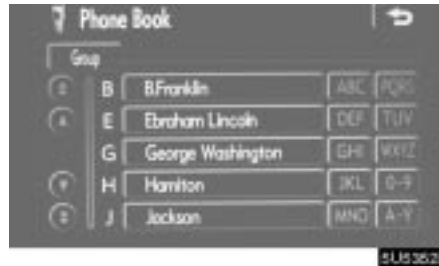 Phone Book
Group
B B.Franklin ABC PQRS
E Ebraham Lincoln DEF TUV
G George Washington GHI WXYZ
H Hamilton JKL 0-9
J Jackson MNO A-Y
5U5352